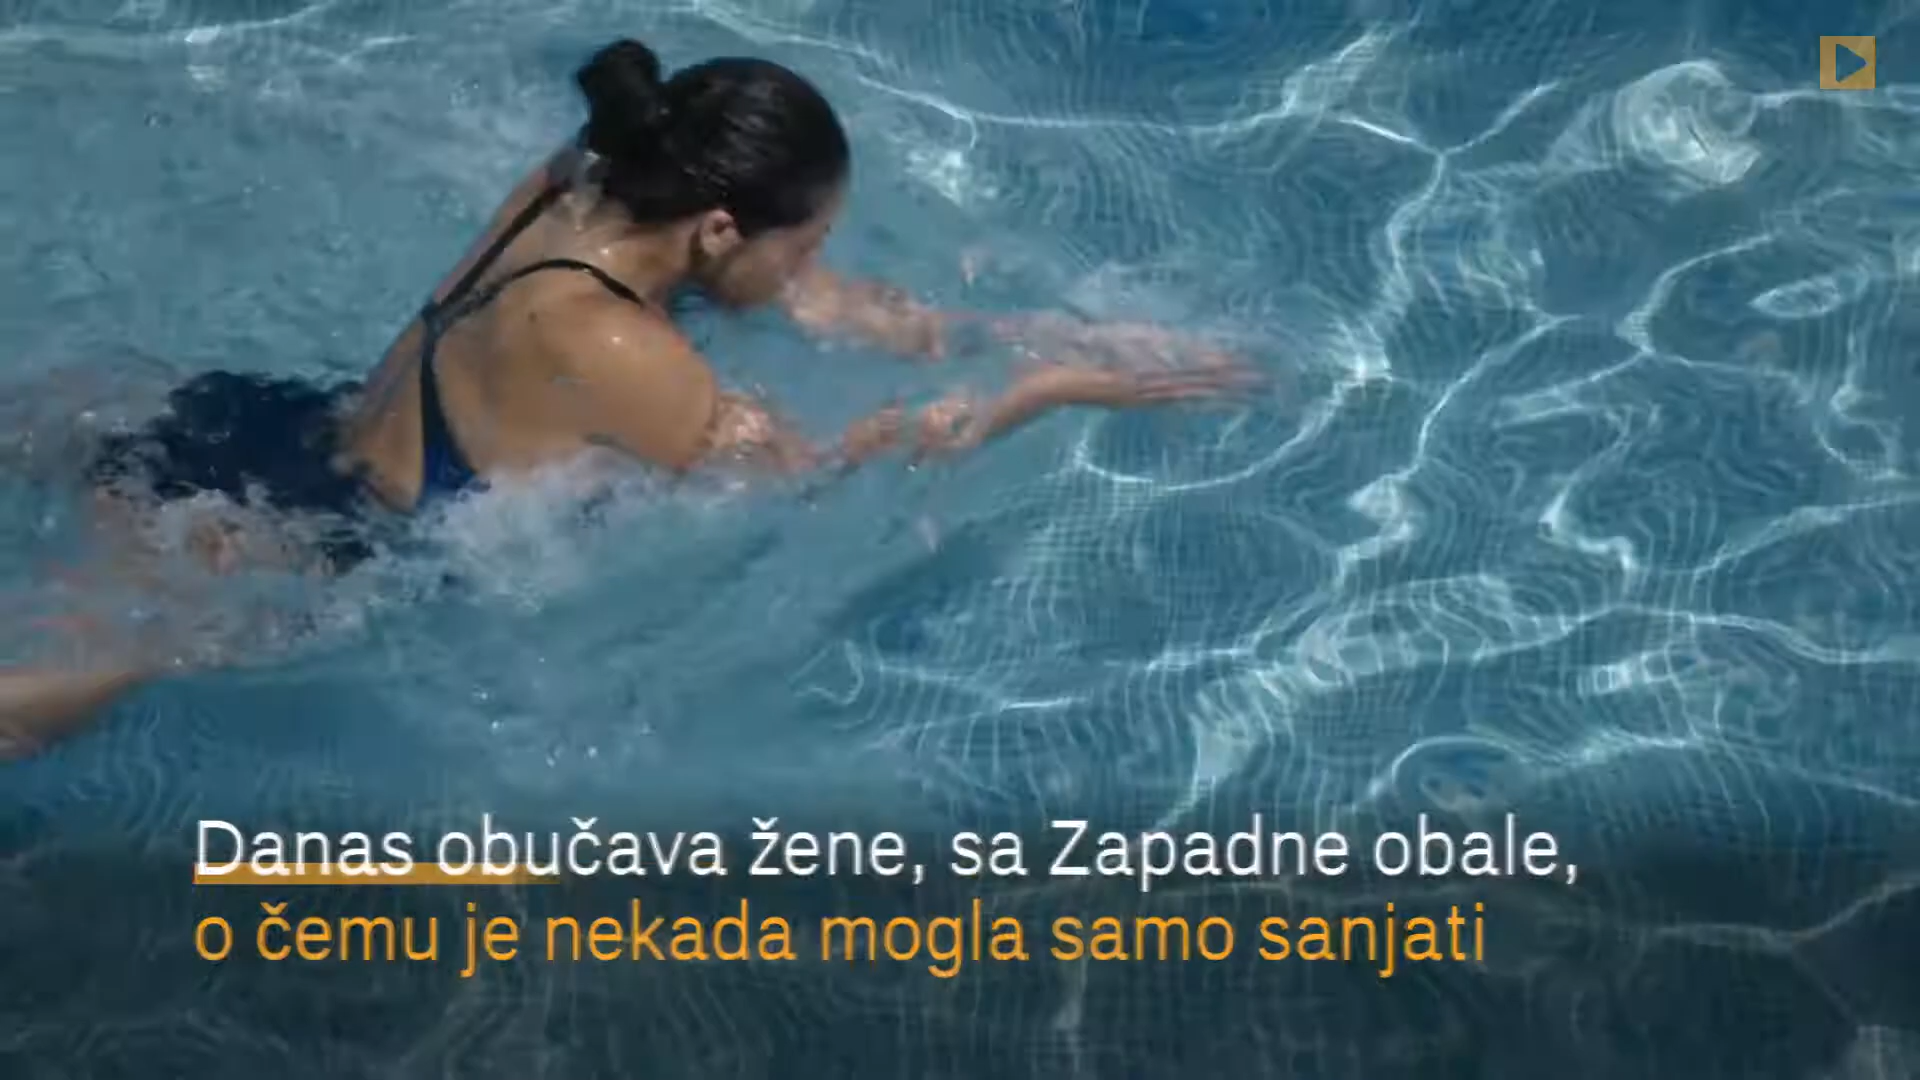 Danas obučava žene, sa Zapadne obale,
o čemu je nekada mogla samo sanjati